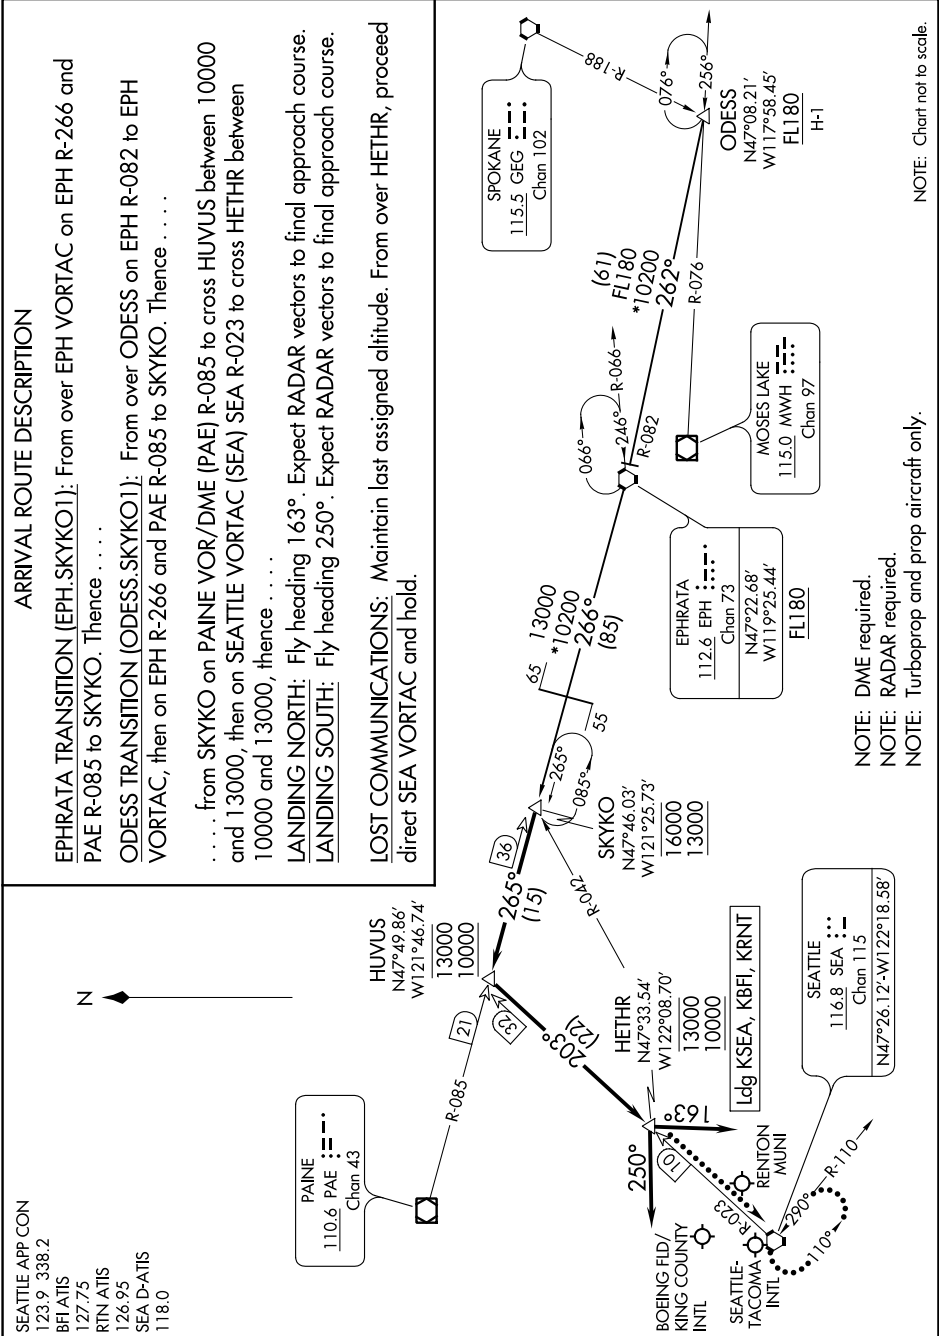 SEATTLE APP CON
123.9 338.2
BFI ATIS
127.75
RTN ATIS
126.95
SEA D-ATIS
118.0
ARRIVAL ROUTE DESCRIPTION
EPHRATA TRANSITION (EPH.SKYKO1): From over EPH VORTAC on EPH R-266 and
PAE R-085 to SKYKO. Thence . . . .
ODESS TRANSITION (ODESS.SKYKO1): From over ODESS on EPH R-082 to EPH
VORTAC, then on EPH R-266 and PAE R-085 to SKYKO. Thence . . . .
. . . . from SKYKO on PAINE VOR/DME (PAE) R-085 to cross HUVUS between 10000
and 13000, then on SEATTLE VORTAC (SEA) SEA R-023 to cross HETHR between
10000 and 13000, thence . . . .
LANDING NORTH: Fly heading 163°. Expect RADAR vectors to final approach course.
LANDING SOUTH: Fly heading 250°. Expect RADAR vectors to final approach course.
LOST COMMUNICATIONS: Maintain last assigned altitude. From over HETHR, proceed
direct SEA VORTAC and hold.
N
PAINE
110.6 PAE
Chan 43
R-085
21
32
HUVUS
N47°49.86'
W121°46.74'
13000
10000
265°
(15)
36
203°
(22)
SKYKO
N47°46.03'
W121°25.73'
16000
13000
265°
085°
R-042
65
55
13000
*10200
266°
(85)
066°
246°
R-066
R-082
EPHRATA
112.6 EPH
Chan 73
N47°22.68'
W119°25.44'
FL180
(61)
FL180
*10200
262°
SPOKANE
115.5 GEG
Chan 102
R-188
076°
256°
ODESS
N47°08.21'
W117°58.45'
FL180
H-1
R-076
MOSES LAKE
115.0 MWH
Chan 97
HETHR
N47°33.54'
W122°08.70'
13000
10000
Ldg KSEA, KBFI, KRNT
250°
163°
10
R-023
BOEING FLD/
KING COUNTY
INTL
RENTON
MUNI
SEATTLE-
TACOMA
INTL
290°
R-110
110°
SEATTLE
116.8 SEA
Chan 115
N47°26.12'-W122°18.58'
NOTE: DME required.
NOTE: RADAR required.
NOTE: Turboprop and prop aircraft only.
NOTE: Chart not to scale.